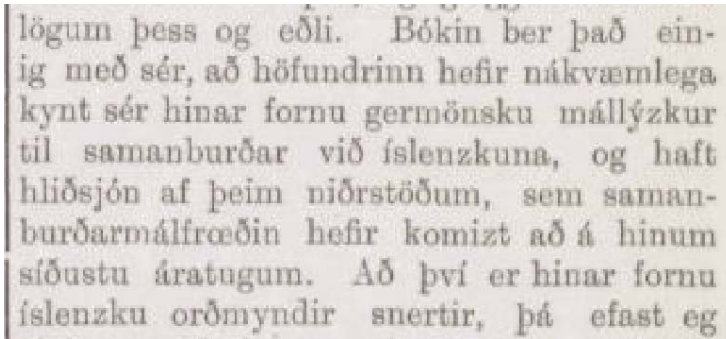 lögum þess og eðli. Bókin ber það ein-
ig með sér, að höfundrinn hefir nákvæmlega
kynt sér hinar fornu germönsku mállýzkur
til samanburðar við íslenzkuna, og haft
hliðsjón af þeim niðrstöðum, sem saman-
burðarmálfrœðin hefir komizt að á hinum
síðustu áratugum. Að því er hinar fornu
íslenzku orðmyndir snertir, þá efast eg